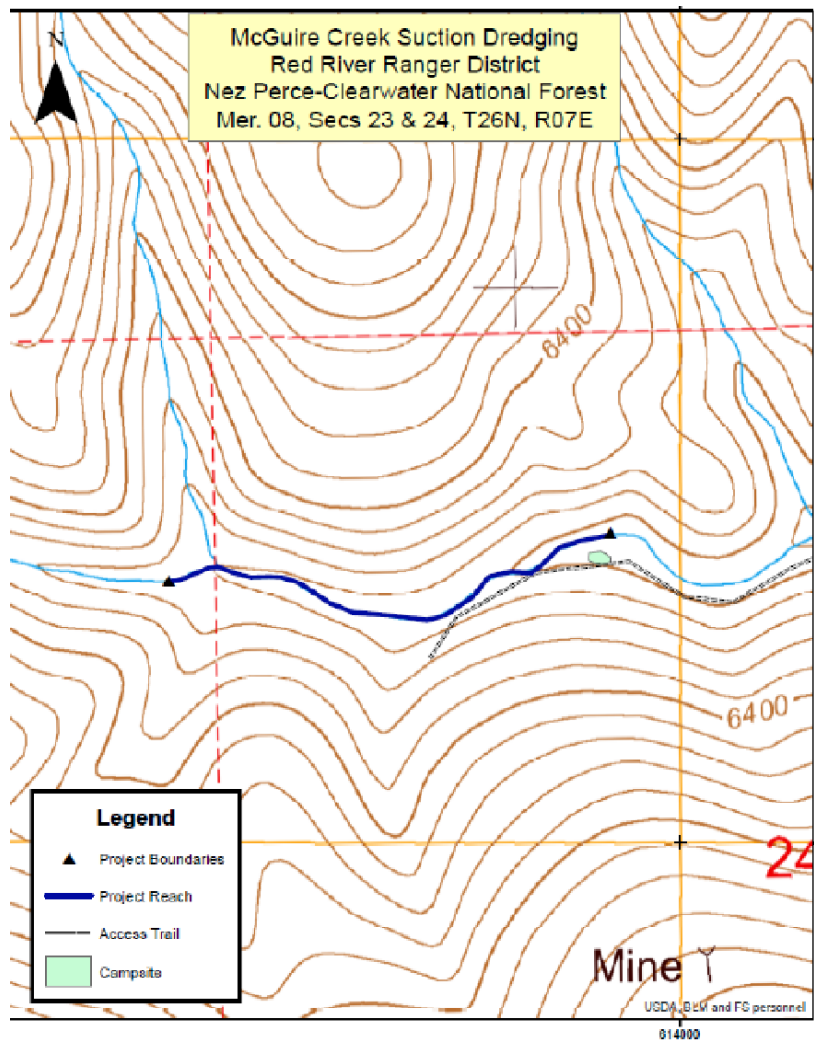 McGuire Creek Suction Dredging
Red River Ranger District
Nez Perce-Clearwater National Forest
Mer. 08, Secs 23 & 24, T26N, R07E
N
6400
6400
Legend
Project Boundaries
Project Reach
Access Trail
Campsite
24
Mine
USDA, BLM and FS personnel
614000